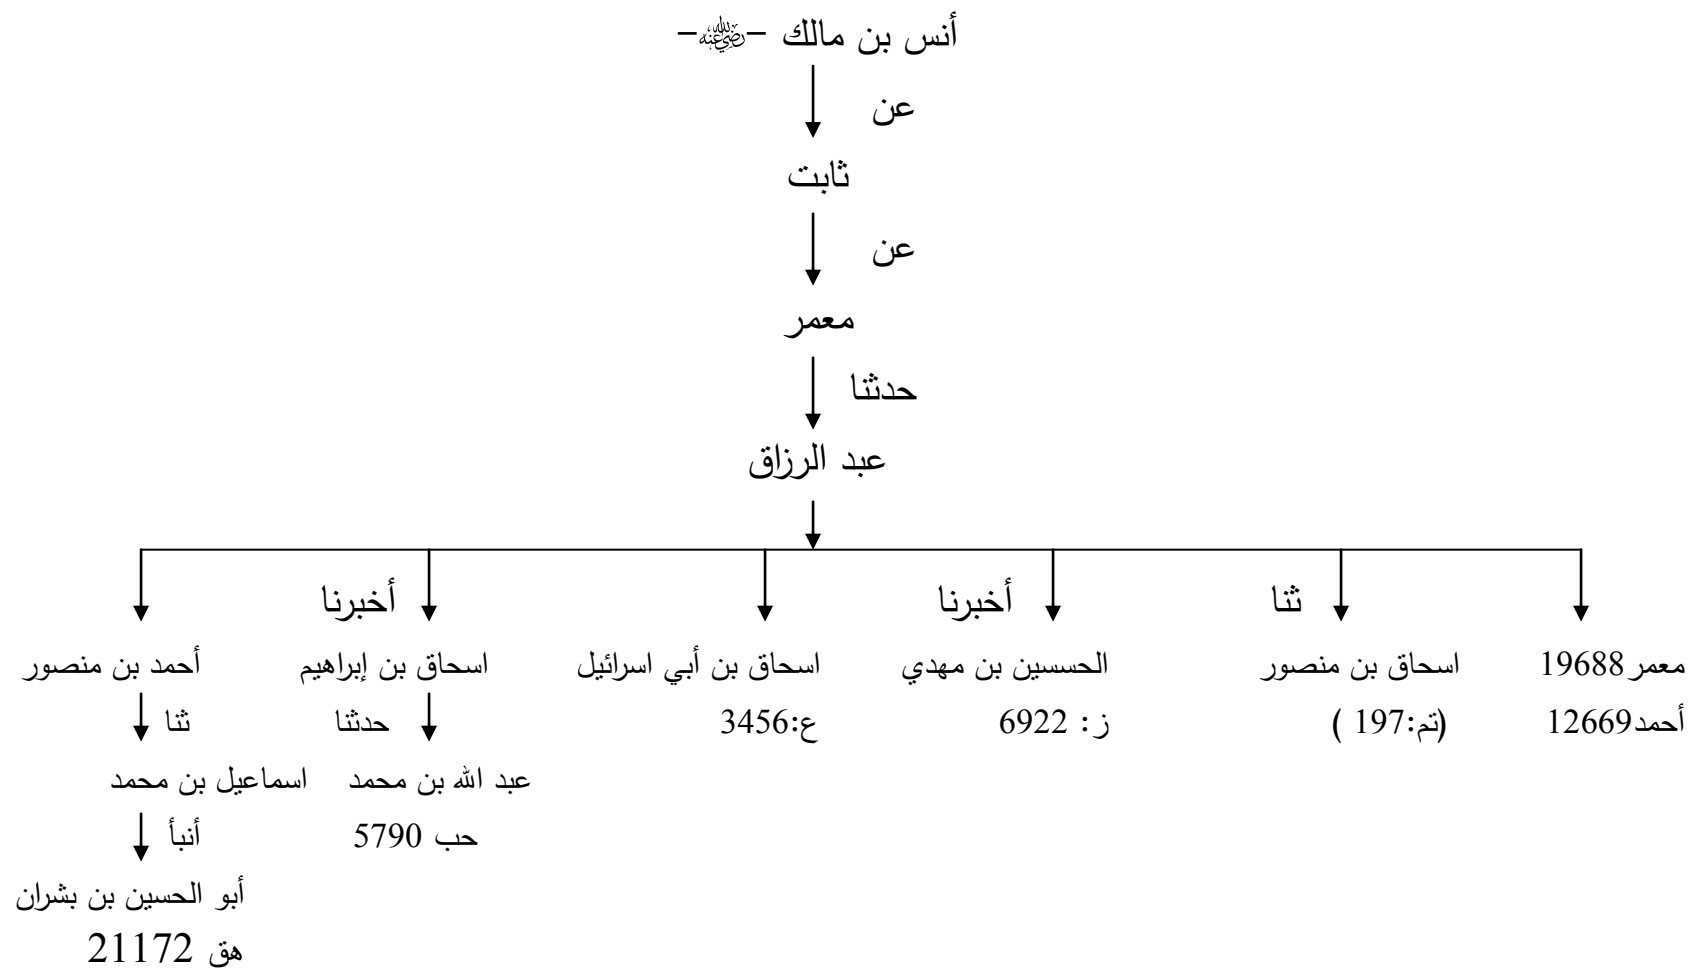 أنس بن مالك -رضي الله عنه-
عن
ثابت
عن
معمر
حدثنا
عبد الرزاق
ثنا أخبرنا أخبرنا
معمر19688 اسحاق بن منصور الحسسين بن مهدي اسحاق بن أبي اسرائيل اسحاق بن إبراهيم أحمد بن منصور
أحمد12669 (تم:197 ) ز: 6922 ع:3456 حدثنا ثنا
عبد الله بن محمد اسماعيل بن محمد
حب 5790 أنبأ
أبو الحسين بن بشران
هق 21172